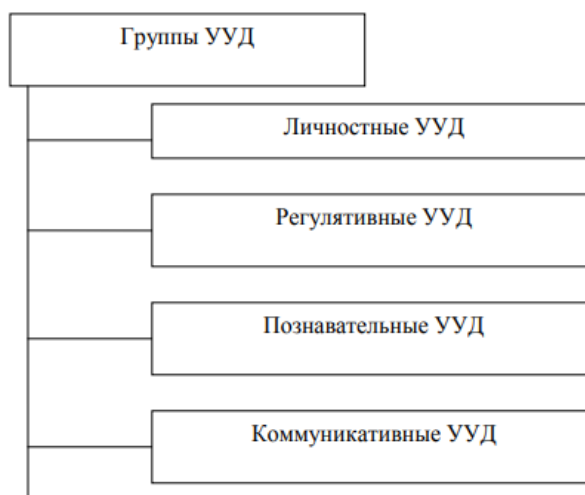 Группы УУД
Личностные УУД
Регулятивные УУД
Познавательные УУД
Коммуникативные УУД